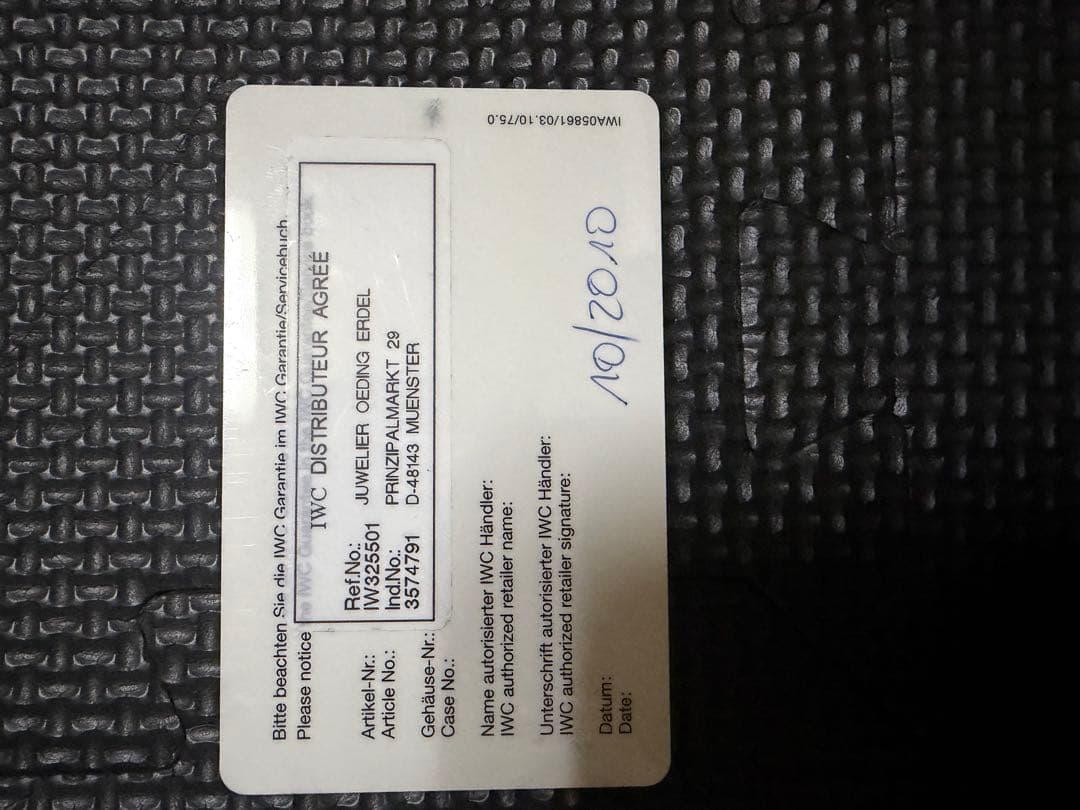 Bitte beachten Sie die IWC Garantie im IWC Garantie/Servicebuch.
Please notice the IWC
IWC DISTRIBUTEUR AGRÉÉ
Ref.No.:
IW325501 JUWELIER OEDING ERDEL
Ind.No.: PRINZIPALMARKT 29
3574791 D-48143 MUENSTER
Artikel-Nr.:
Article No.:
Gehäuse-Nr.:
Case No.:
Name autorisierter IWC Händler:
IWC authorized retailer name:
Unterschrift autorisierter IWC Händler:
IWC authorized retailer signature:
Datum:
Date:
10/2010
IWA05861/03.10/75.0